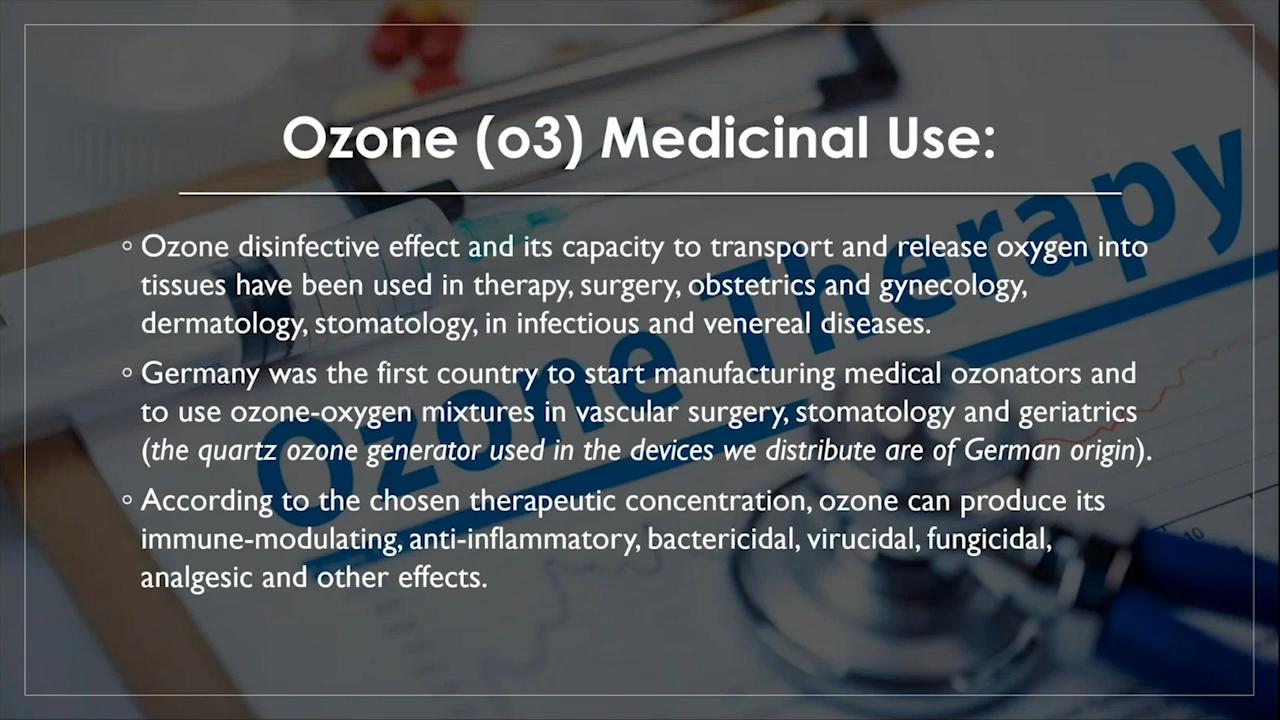 Ozone (o3) Medicinal Use:
Ozone disinfective effect and its capacity to transport and release oxygen into
tissues have been used in therapy, surgery, obstetrics and gynecology,
dermatology, stomatology, in infectious and venereal diseases.
Germany was the first country to start manufacturing medical ozonators and
to use ozone-oxygen mixtures in vascular surgery, stomatology and geriatrics
(the quartz ozone generator used in the devices we distribute are of German origin).
According to the chosen therapeutic concentration, ozone can produce its
immune-modulating, anti-inflammatory, bactericidal, virucidal, fungicidal,
analgesic and other effects.
Ozone Therapy
10